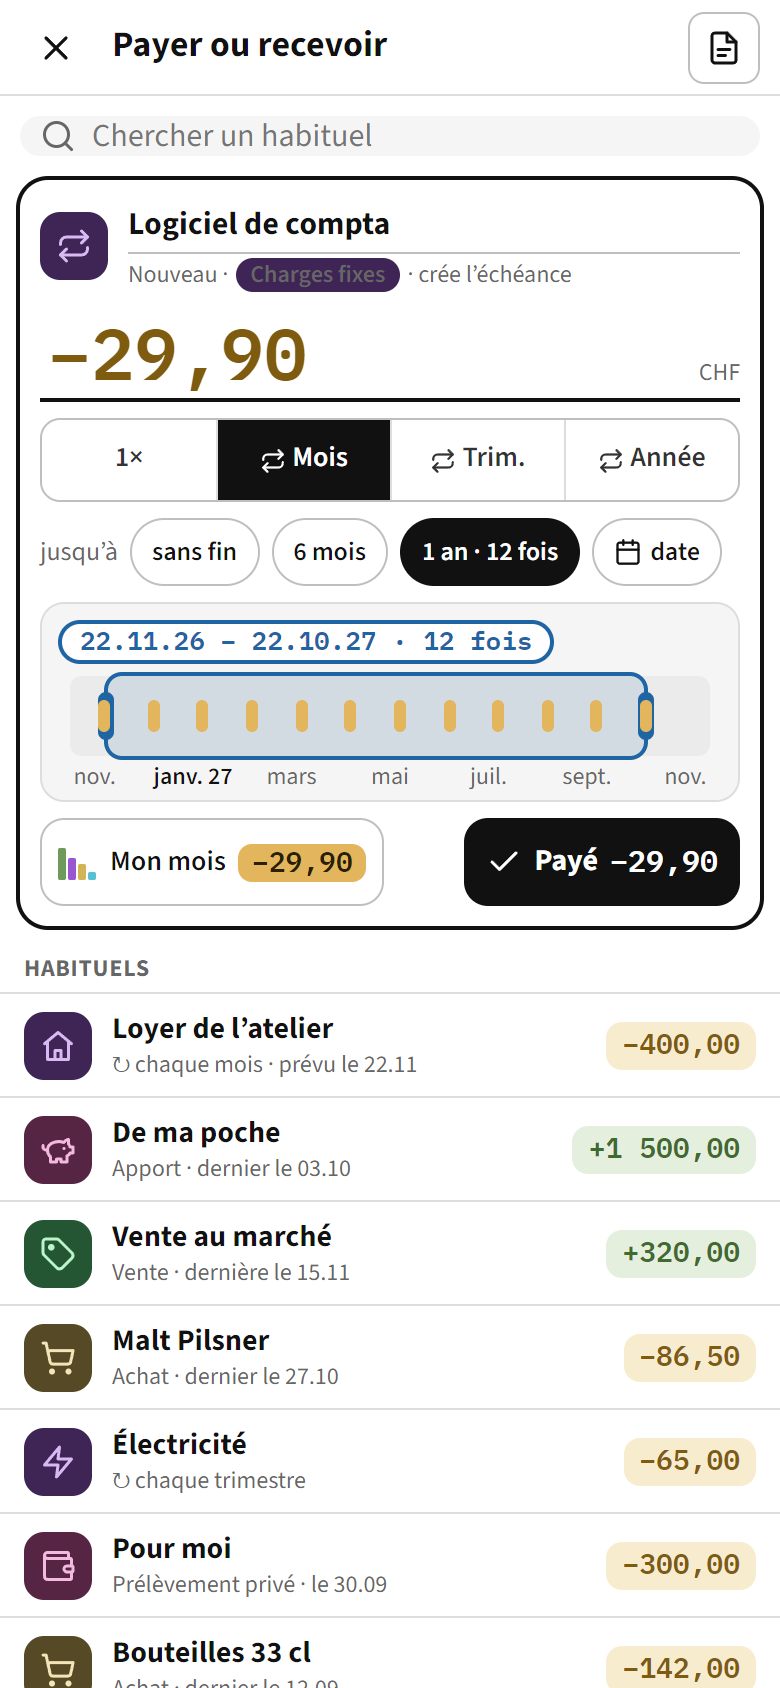 Payer ou recevoir
Chercher un habituel
Logiciel de compta
Nouveau · Charges fixes · crée l’échéance
−29,90 CHF
1× Mois Trim. Année
jusqu’à sans fin 6 mois 1 an · 12 fois date
22.11.26 – 22.10.27 · 12 fois
nov. janv. 27 mars mai juil. sept. nov.
Mon mois −29,90 Payé −29,90
HABITUELS
Loyer de l’atelier
↻ chaque mois · prévu le 22.11
−400,00
De ma poche
Apport · dernier le 03.10
+1 500,00
Vente au marché
Vente · dernière le 15.11
+320,00
Malt Pilsner
Achat · dernier le 27.10
−86,50
Électricité
↻ chaque trimestre
−65,00
Pour moi
Prélèvement privé · le 30.09
−300,00
Bouteilles 33 cl
Achat · dernier le 12.09
−142,00